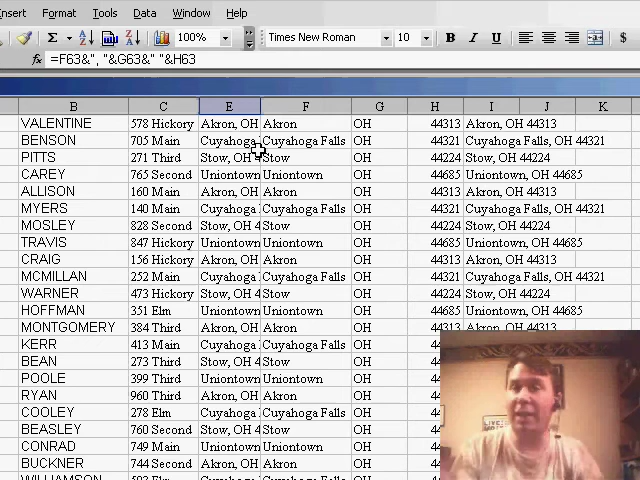 Insert Format Tools Data Window Help
Σ 100% Times New Roman 10 B I U $
fx =F63&", "&G63&" "&H63
B C E F G H I J K
VALENTINE 578 Hickory Akron, OH Akron OH 44313 Akron, OH 44313
BENSON 705 Main Cuyahoga Cuyahoga Falls OH 44321 Cuyahoga Falls, OH 44321
PITTS 271 Third Stow, OH Stow OH 44224 Stow, OH 44224
CAREY 765 Second Uniontown Uniontown OH 44685 Uniontown, OH 44685
ALLISON 160 Main Akron, OH Akron OH 44313 Akron, OH 44313
MYERS 140 Main Cuyahoga Cuyahoga Falls OH 44321 Cuyahoga Falls, OH 44321
MOSLEY 828 Second Stow, OH 4 Stow OH 44224 Stow, OH 44224
TRAVIS 847 Hickory Uniontown Uniontown OH 44685 Uniontown, OH 44685
CRAIG 156 Hickory Akron, OH Akron OH 44313 Akron, OH 44313
MCMILLAN 252 Main Cuyahoga Cuyahoga Falls OH 44321 Cuyahoga Falls, OH 44321
WARNER 473 Hickory Stow, OH 4 Stow OH 44224 Stow, OH 44224
HOFFMAN 351 Elm Uniontown Uniontown OH 44685 Uniontown, OH 44685
MONTGOMERY 384 Third Akron, OH Akron OH 44313 Akron, OH 44313
KERR 413 Main Cuyahoga Cuyahoga Falls OH
BEAN 273 Third Stow, OH 4 Stow OH
POOLE 399 Third Uniontown Uniontown OH
RYAN 960 Third Akron, OH Akron OH
COOLEY 278 Elm Cuyahoga Cuyahoga Falls OH
BEASLEY 760 Second Stow, OH 4 Stow OH
CONRAD 749 Main Uniontown Uniontown OH
BUCKNER 744 Second Akron, OH Akron OH
WILLIAMSON Elm Cuyahoga Cuyahoga Falls OH